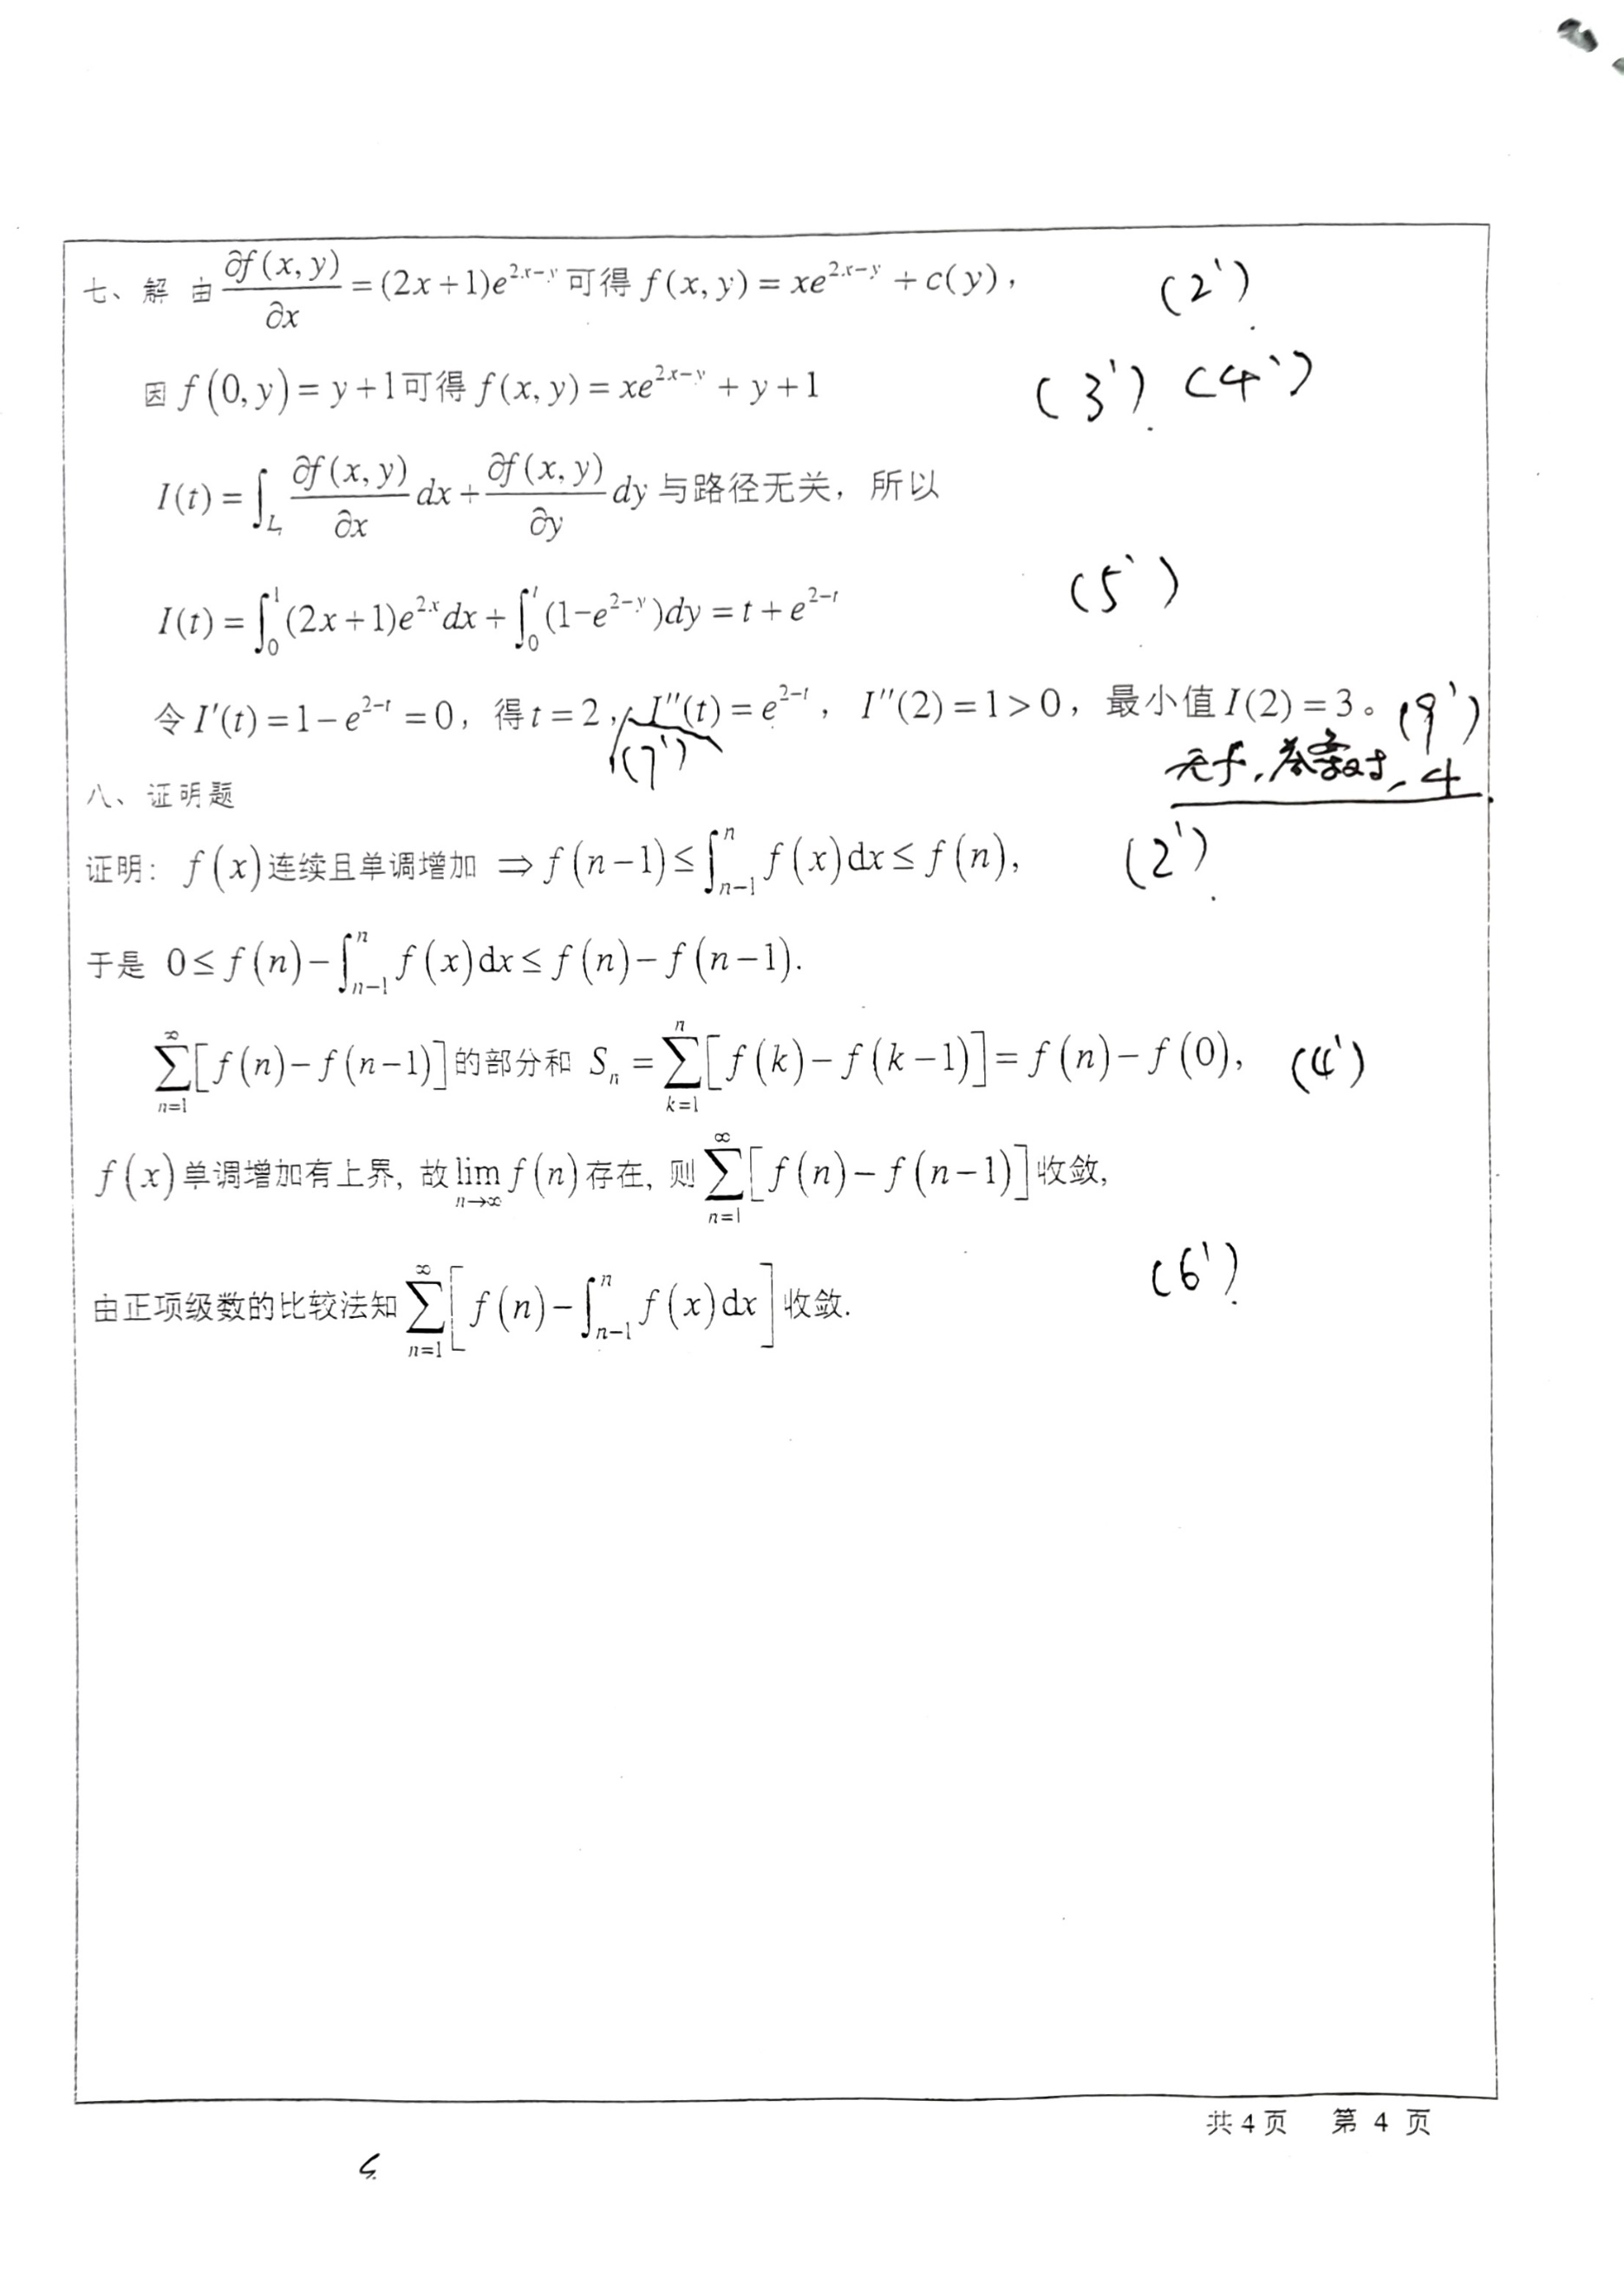 七、解 由 ∂f(x,y)/∂x = (2x+1)e^{2x−y} 可得 f(x,y) = xe^{2x−y} + c(y), (2')
因 f(0,y) = y+1可得 f(x,y) = xe^{2x−y} + y + 1 (3') (4')
I(t) = ∫_{L_t} ∂f(x,y)/∂x dx + ∂f(x,y)/∂y dy 与路径无关，所以
I(t) = ∫_0^1 (2x+1)e^{2x}dx + ∫_0^t (1−e^{2−y})dy = t + e^{2−t} (5')
令 I'(t) = 1 − e^{2−t} = 0，得 t = 2, I''(t) = e^{2−t}，I''(2) = 1 > 0，最小值 I(2) = 3。 (9')
(7')
无f,答案对,4
八、证明题
证明: f(x)连续且单调增加 ⇒ f(n−1) ≤ ∫_{n−1}^n f(x)dx ≤ f(n), (2')
于是 0 ≤ f(n) − ∫_{n−1}^n f(x)dx ≤ f(n) − f(n−1).
∑_{n=1}^∞ [f(n) − f(n−1)] 的部分和 S_n = ∑_{k=1}^n [f(k) − f(k−1)] = f(n) − f(0), (4')
f(x)单调增加有上界, 故 lim_{n→∞} f(n) 存在, 则 ∑_{n=1}^∞ [f(n) − f(n−1)] 收敛,
由正项级数的比较法知 ∑_{n=1}^∞ [f(n) − ∫_{n−1}^n f(x)dx] 收敛. (6')
共4页 第 4 页